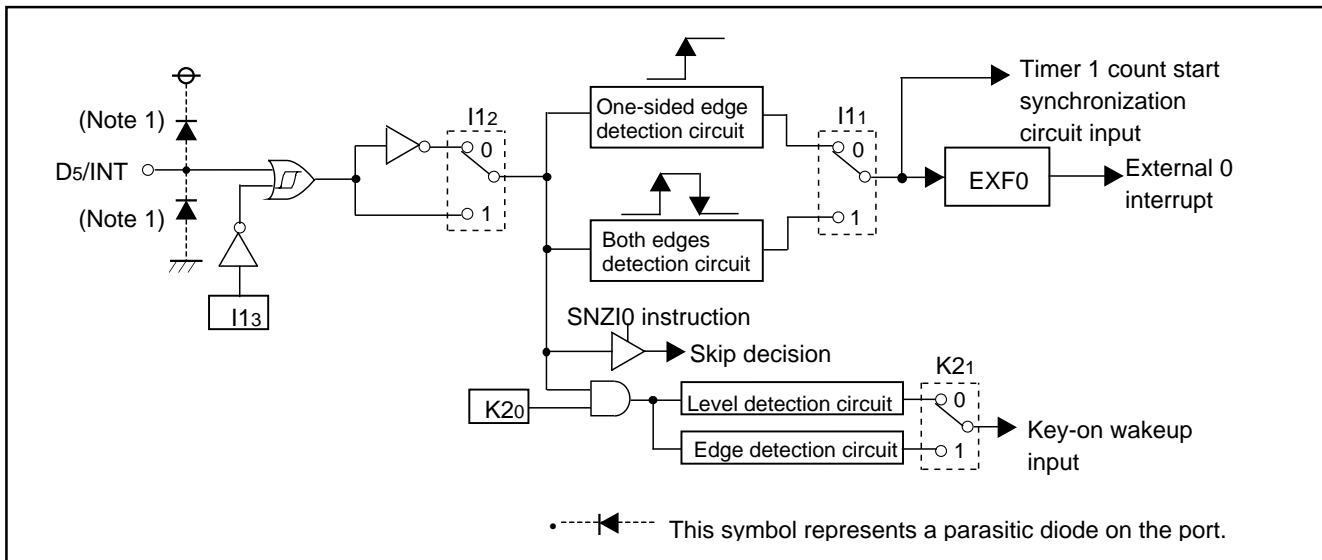 Timer 1 count start
synchronization
circuit input
One-sided edge
detection circuit
(Note 1)
I12
I11
0
0
D5/INT
EXF0
External 0
interrupt
(Note 1)
1
1
Both edges
detection circuit
I13
SNZI0 instruction
Skip decision
K21
K20
Level detection circuit
0
Key-on wakeup
input
Edge detection circuit
1
This symbol represents a parasitic diode on the port.